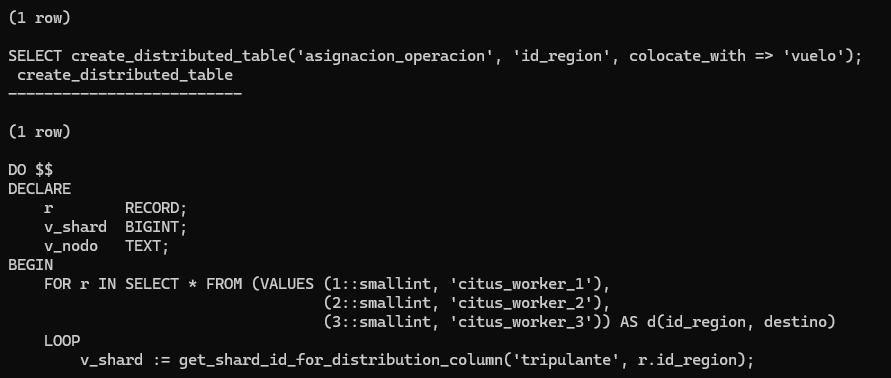 (1 row)
SELECT create_distributed_table('asignacion_operacion', 'id_region', colocate_with => 'vuelo');
 create_distributed_table
--------------------------
(1 row)
DO $$
DECLARE
    r        RECORD;
    v_shard  BIGINT;
    v_nodo   TEXT;
BEGIN
    FOR r IN SELECT * FROM (VALUES (1::smallint, 'citus_worker_1'),
                                   (2::smallint, 'citus_worker_2'),
                                   (3::smallint, 'citus_worker_3')) AS d(id_region, destino)
    LOOP
        v_shard := get_shard_id_for_distribution_column('tripulante', r.id_region);